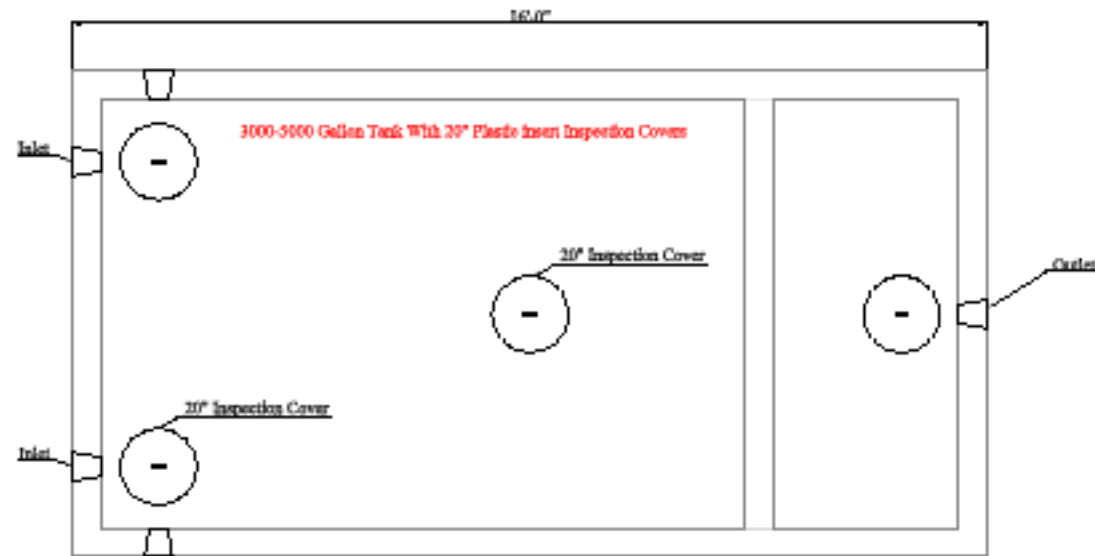 16'-0"
3000-5000 Gallon Tank With 20" Plastic Insert Inspection Covers
Inlet
20" Inspection Cover
Outlet
20" Inspection Cover
Inlet